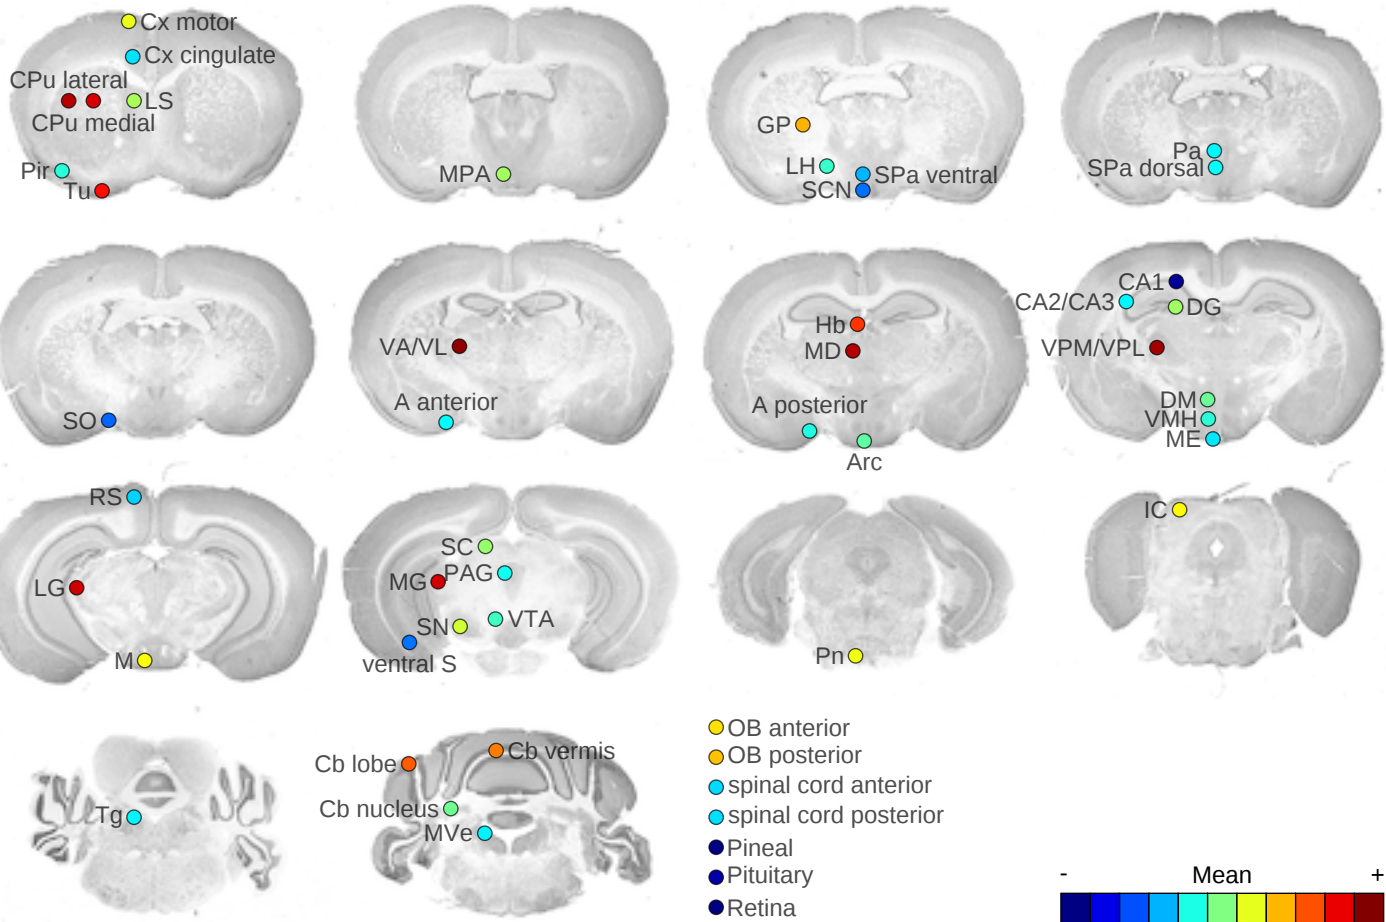 Cx motor
Cx cingulate
CPu lateral
LS
CPu medial
Pir
Tu
MPA
GP
LH
SPa ventral
SCN
Pa
SPa dorsal
SO
VA/VL
A anterior
Hb
MD
A posterior
Arc
CA1
CA2/CA3
DG
VPM/VPL
DM
VMH
ME
RS
LG
M
SC
MG
PAG
SN
VTA
ventral S
Pn
IC
Tg
Cb lobe
Cb vermis
Cb nucleus
MVe
OB anterior
OB posterior
spinal cord anterior
spinal cord posterior
Pineal
Pituitary
Retina
- Mean +